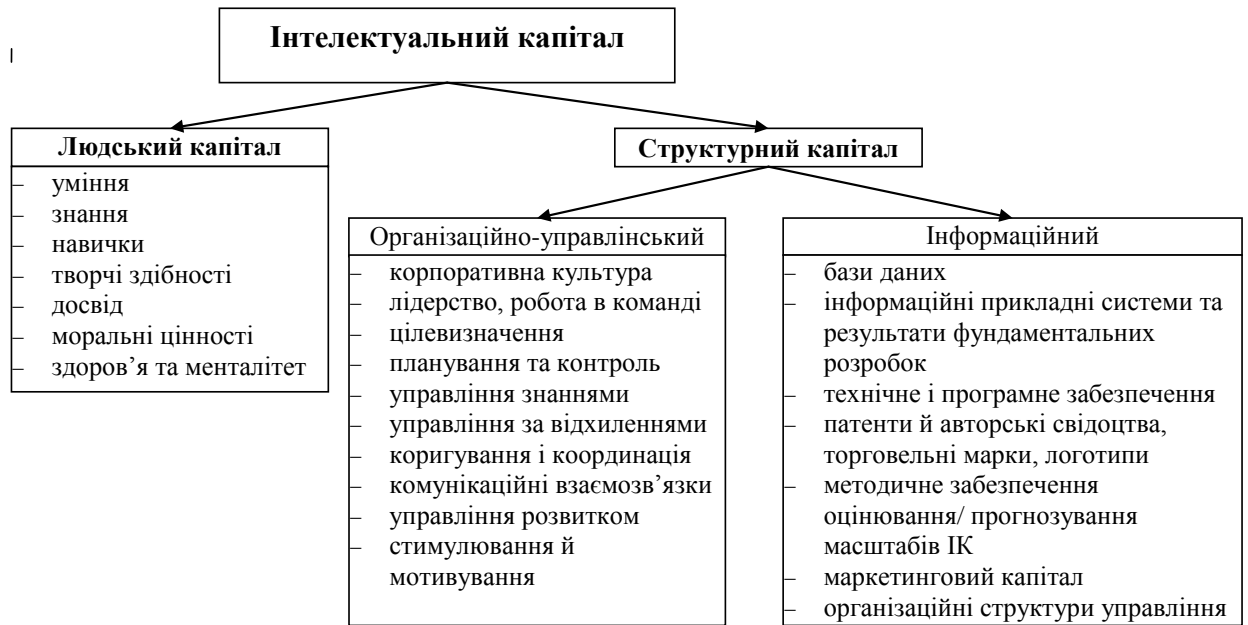 Інтелектуальний капітал
Людський капітал
– уміння
– знання
– навички
– творчі здібності
– досвід
– моральні цінності
– здоров’я та менталітет
Структурний капітал
Організаційно-управлінський
– корпоративна культура
– лідерство, робота в команді
– цілевизначення
– планування та контроль
– управління знаннями
– управління за відхиленнями
– коригування і координація
– комунікаційні взаємозв’язки
– управління розвитком
– стимулювання й
мотивування
Інформаційний
– бази даних
– інформаційні прикладні системи та
результати фундаментальних
розробок
– технічне і програмне забезпечення
– патенти й авторські свідоцтва,
торговельні марки, логотипи
– методичне забезпечення
оцінювання/ прогнозування
масштабів ІК
– маркетинговий капітал
– організаційні структури управління